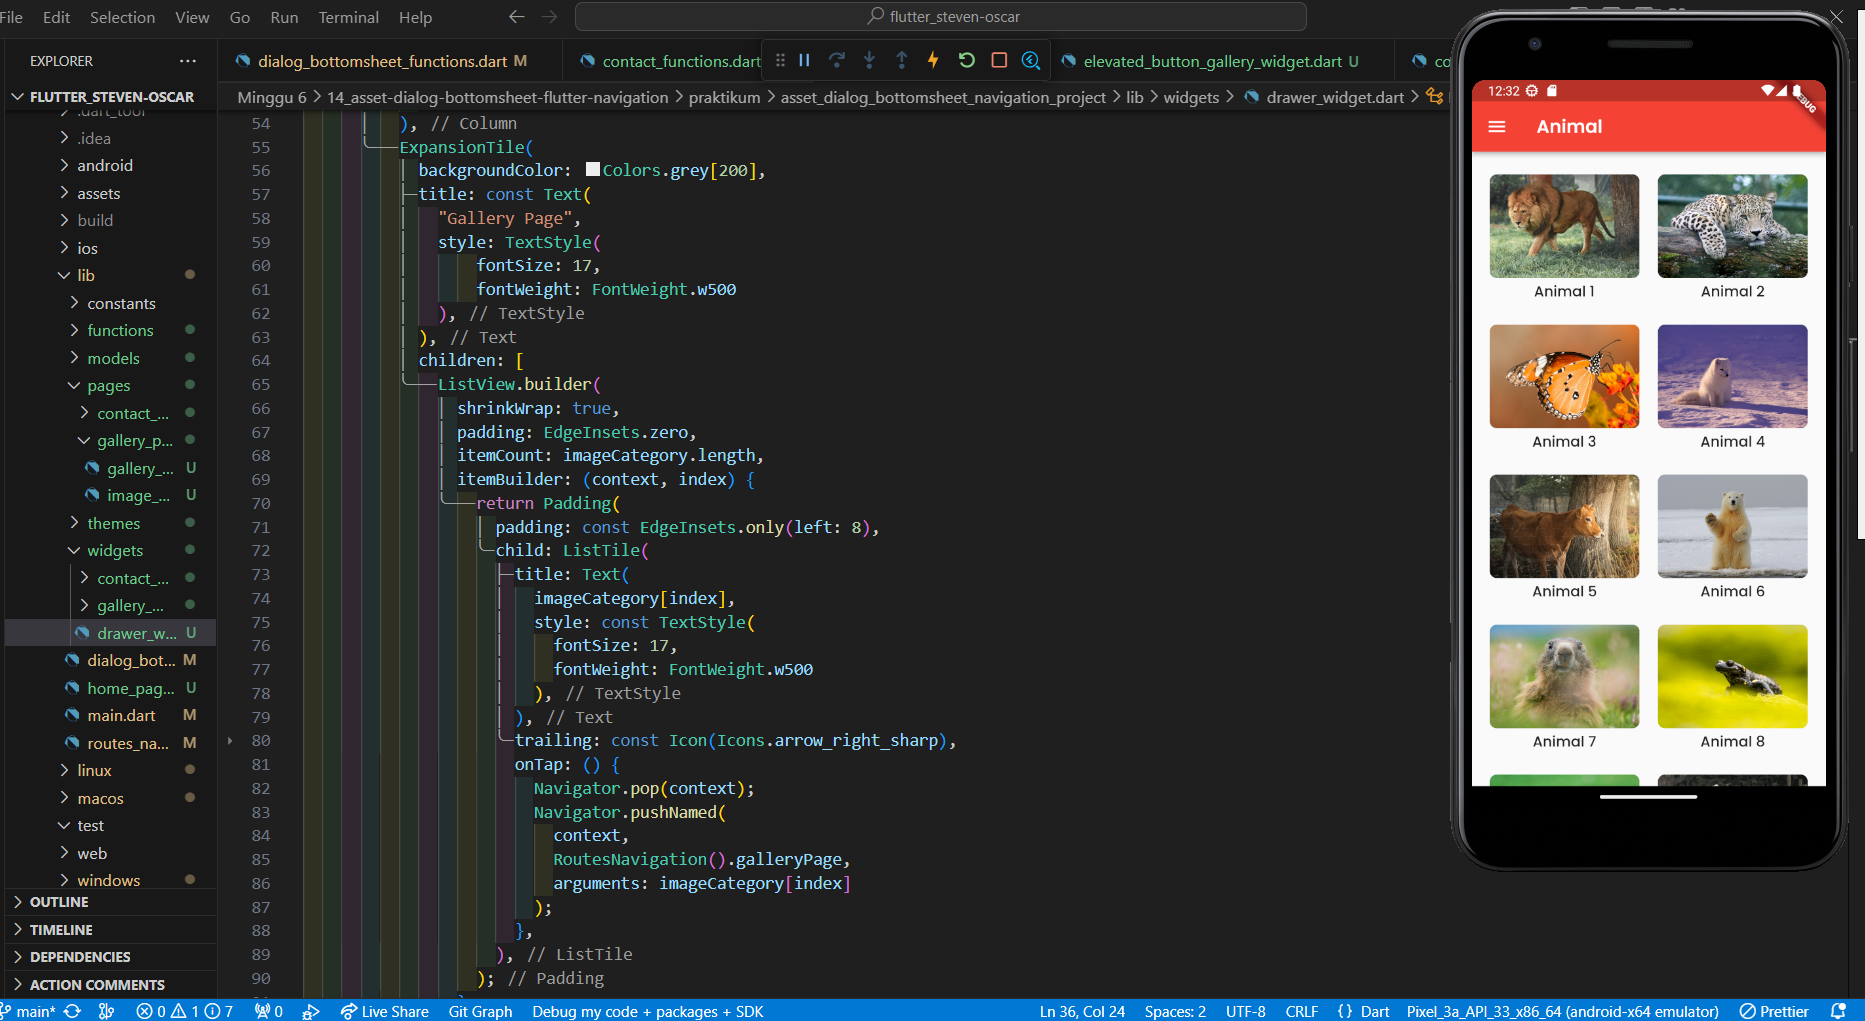 File Edit Selection View Go Run Terminal Help
flutter_steven-oscar
EXPLORER
dialog_bottomsheet_functions.dart M
contact_functions.dart
elevated_button_gallery_widget.dart U
co
FLUTTER_STEVEN-OSCAR
Minggu 6 > 14_asset-dialog-bottomsheet-flutter-navigation > praktikum > asset_dialog_bottomsheet_navigation_project > lib > widgets > drawer_widget.dart >
.dart_tool
.idea
android
assets
build
ios
lib
constants
functions
models
pages
contact_...
gallery_p...
gallery_... U
image_... U
themes
widgets
contact_...
gallery_...
drawer_w... U
dialog_bot... M
home_pag... U
main.dart M
routes_na... M
linux
macos
test
web
windows
OUTLINE
TIMELINE
DEPENDENCIES
ACTION COMMENTS
54 ), // Column
55 ExpansionTile(
56 backgroundColor: Colors.grey[200],
57 title: const Text(
58 "Gallery Page",
59 style: TextStyle(
60 fontSize: 17,
61 fontWeight: FontWeight.w500
62 ), // TextStyle
63 ), // Text
64 children: [
65 ListView.builder(
66 shrinkWrap: true,
67 padding: EdgeInsets.zero,
68 itemCount: imageCategory.length,
69 itemBuilder: (context, index) {
70 return Padding(
71 padding: const EdgeInsets.only(left: 8),
72 child: ListTile(
73 title: Text(
74 imageCategory[index],
75 style: const TextStyle(
76 fontSize: 17,
77 fontWeight: FontWeight.w500
78 ), // TextStyle
79 ), // Text
80 trailing: const Icon(Icons.arrow_right_sharp),
81 onTap: () {
82 Navigator.pop(context);
83 Navigator.pushNamed(
84 context,
85 RoutesNavigation().galleryPage,
86 arguments: imageCategory[index]
87 );
88 },
89 ), // ListTile
90 ); // Padding
12:32
DEBUG
Animal
Animal 1
Animal 2
Animal 3
Animal 4
Animal 5
Animal 6
Animal 7
Animal 8
main* 0 1 7 0 Live Share Git Graph Debug my code + packages + SDK Ln 36, Col 24 Spaces: 2 UTF-8 CRLF { } Dart Pixel_3a_API_33_x86_64 (android-x64 emulator) Prettier